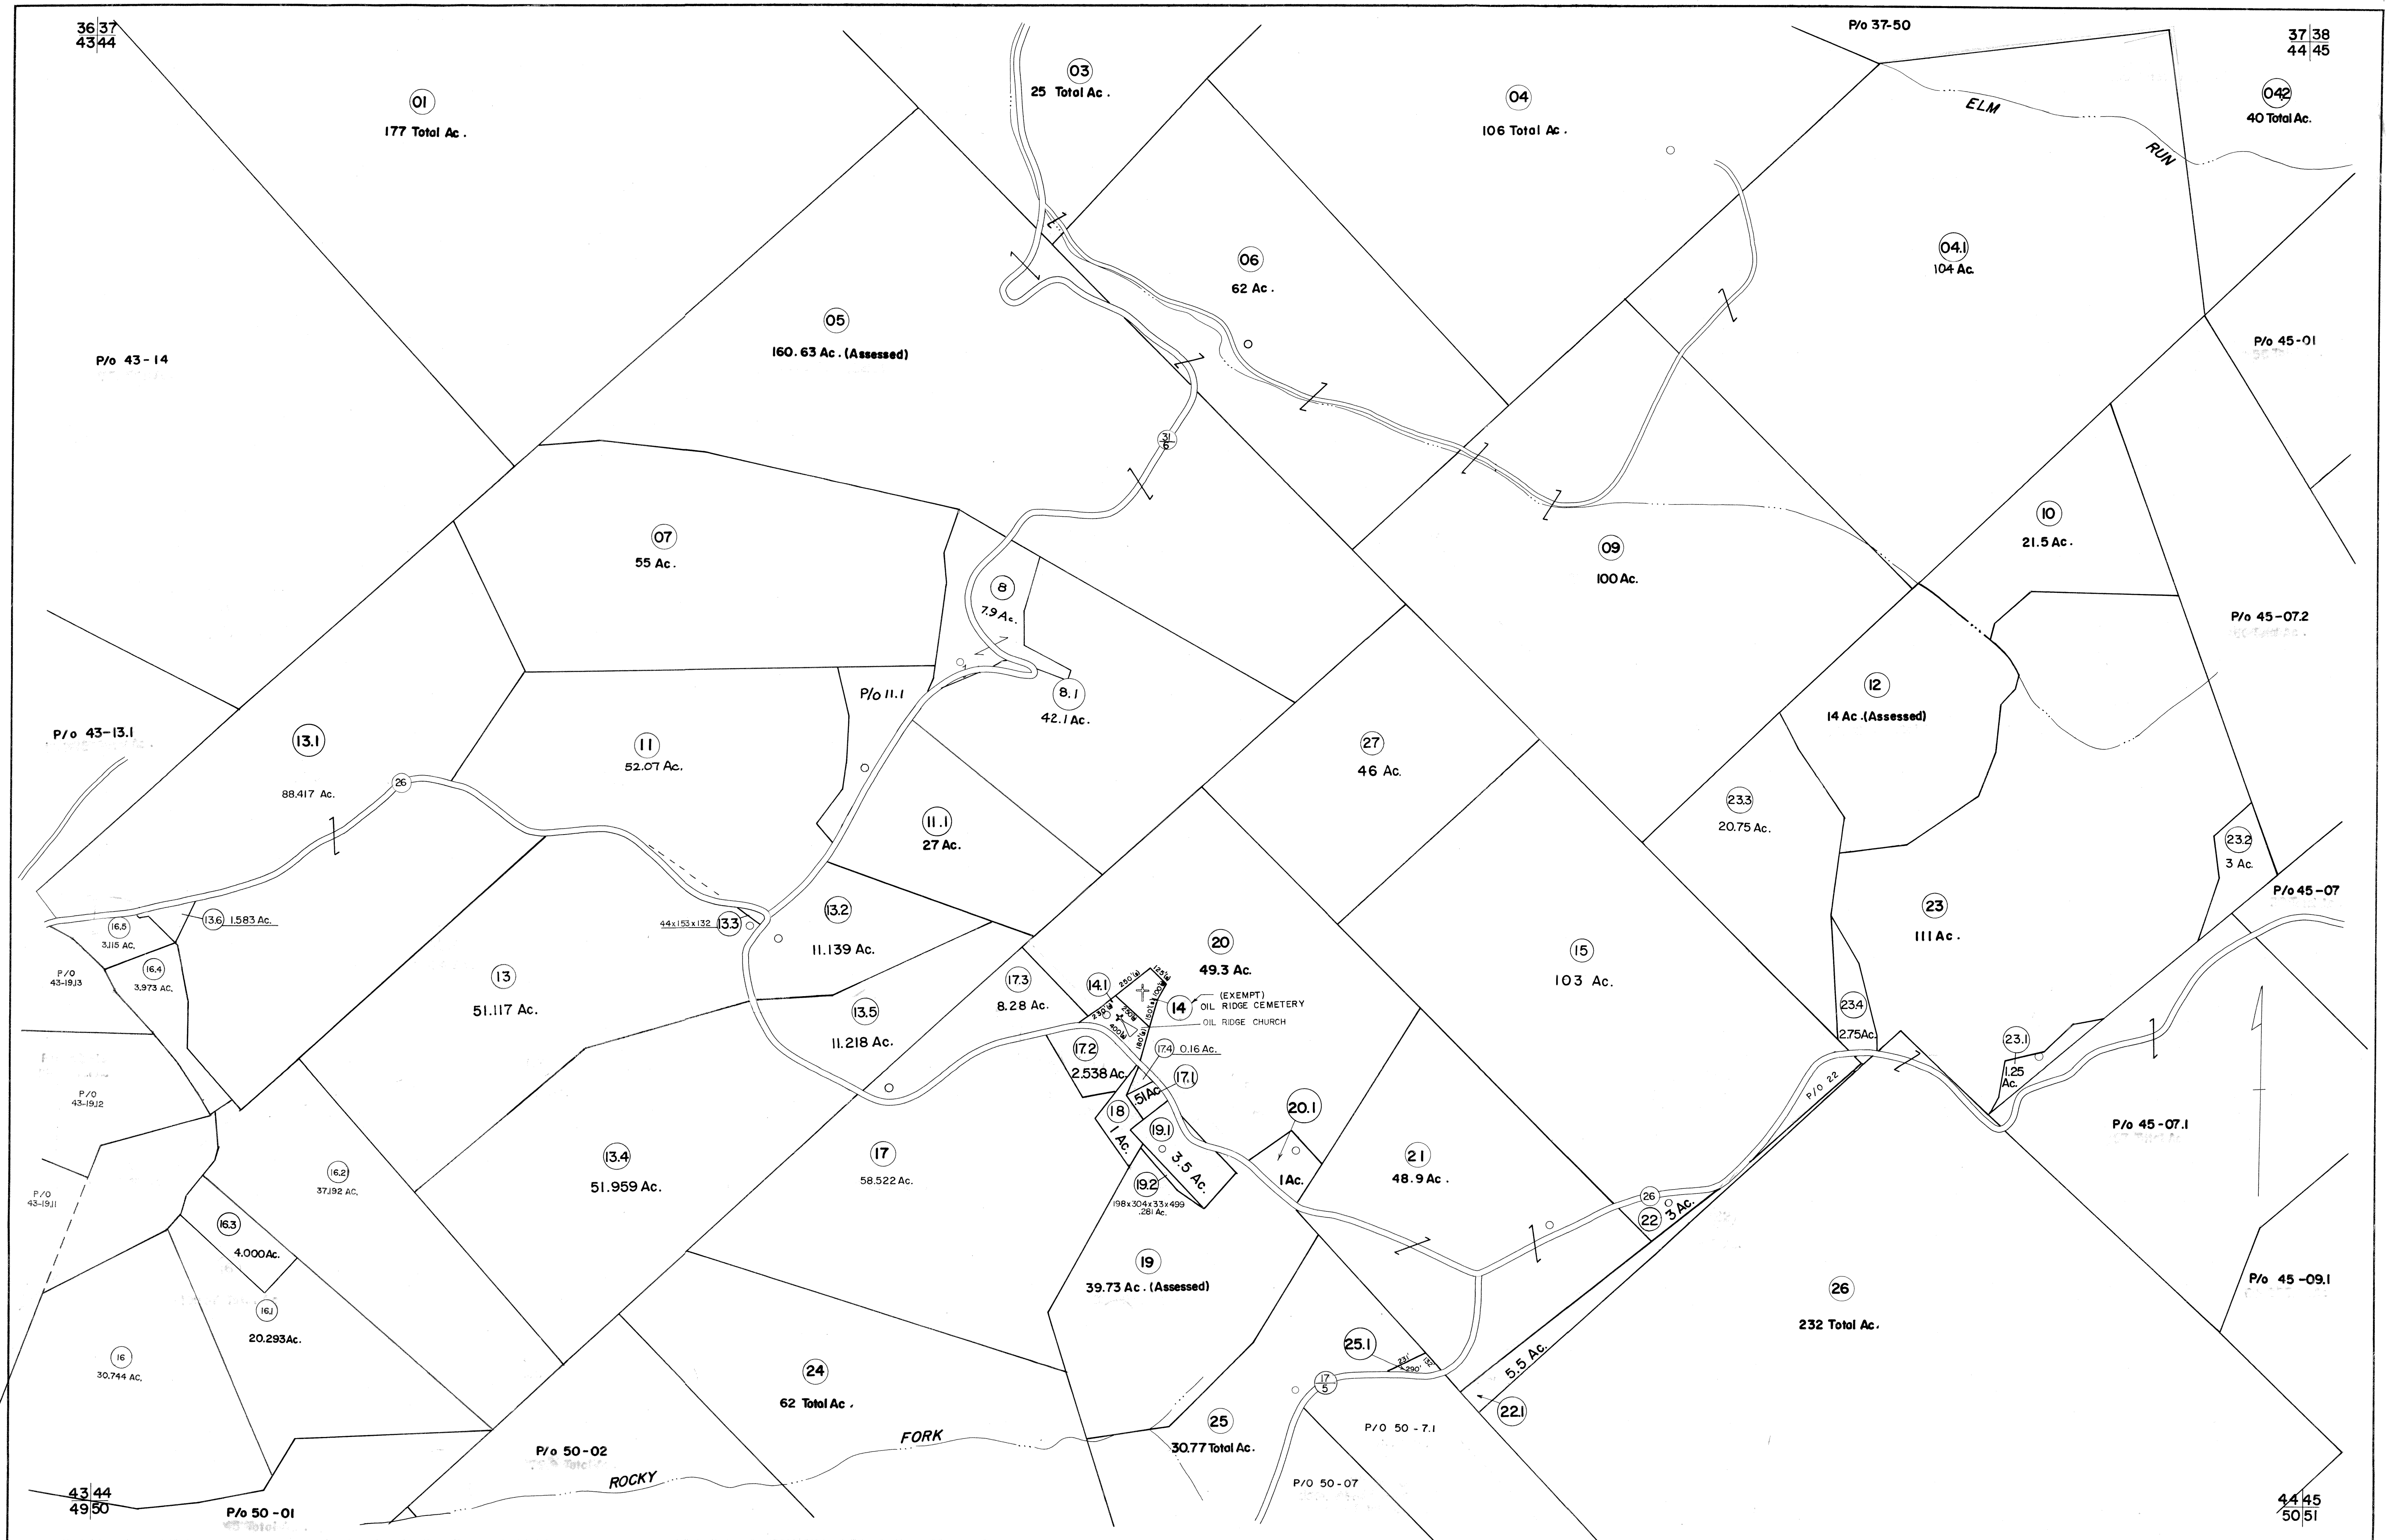 36 37
43 44
P/o 37-50
37 38
44 45
01
177 Total Ac.
03
25 Total Ac.
04
106 Total Ac.
ELM
RUN
042
40 Total Ac.
04.1
104 Ac.
06
62 Ac.
05
160.63 Ac. (Assessed)
P/o 43-14
P/o 45-01
31
6
07
55 Ac.
8
7.9 Ac.
09
100 Ac.
10
21.5 Ac.
P/o 45-07.2
P/o 11.1
8.1
42.1 Ac.
12
14 Ac. (Assessed)
P/o 43-13.1
13.1
88.417 Ac.
26
11
52.07 Ac.
27
46 Ac.
23.3
20.75 Ac.
11.1
27 Ac.
23.2
3 Ac.
P/o 45-07
16.5
3.115 AC.
13.6 1.583 Ac.
44x153x132 13.3
13.2
11.139 Ac.
20
49.3 Ac.
15
103 Ac.
23
111 Ac.
P/O
43-19.13
16.4
3.973 AC.
13
51.117 Ac.
13.5
11.218 Ac.
17.3
8.28 Ac.
14.1
250'(s)
125'(s)
100'(s)
150'(s)
180'(s)
230'(s)
250'(s)
400'(s)
14
(EXEMPT)
OIL RIDGE CEMETERY
OIL RIDGE CHURCH
23.4
2.75 Ac.
17.2
2.538 Ac.
17.4 0.16 Ac.
17.1
.51 Ac.
23.1
1.25
Ac.
P/O 22
P/O
43-19.12
18
1 Ac.
19.1
3.5 Ac.
20.1
1 Ac.
P/o 45-07.1
16.2
37.192 AC.
13.4
51.959 Ac.
17
58.522 Ac.
19.2
198x304x33x499
.281 Ac.
21
48.9 Ac.
26
22
3 Ac.
P/O
43-19.11
16.3
4.000 Ac.
19
39.73 Ac. (Assessed)
26
232 Total Ac.
P/o 45-09.1
16.1
20.293 Ac.
16
30.744 AC.
24
62 Total Ac.
25.1
231'
290'
132
17
5
5.5 Ac.
22.1
25
30.77 Total Ac.
P/O 50-7.1
P/o 50-02
ROCKY
FORK
P/O 50-07
43 44
49 50
P/o 50-01
44 45
50 51